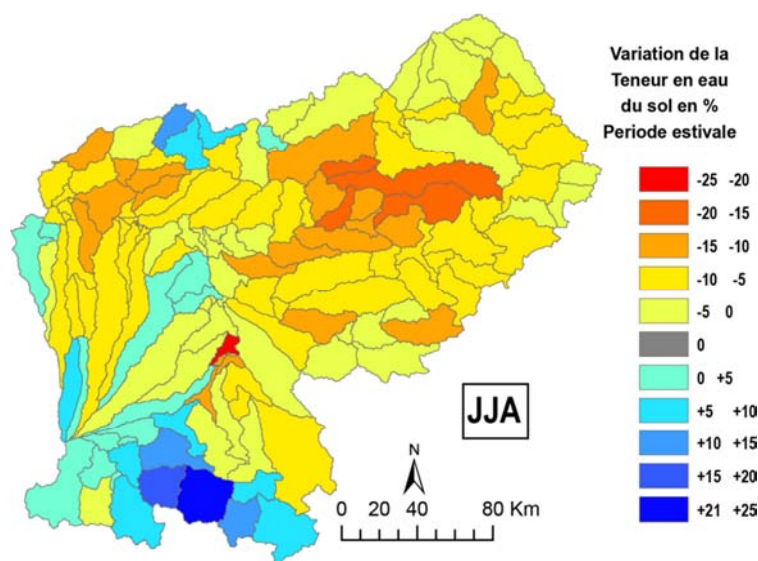 Variation de la
Teneur en eau
du sol en %
Periode estivale
-25 -20
-20 -15
-15 -10
-10 -5
-5 0
0
0 +5
+5 +10
+10 +15
+15 +20
+21 +25
JJA
N
0 20 40 80 Km